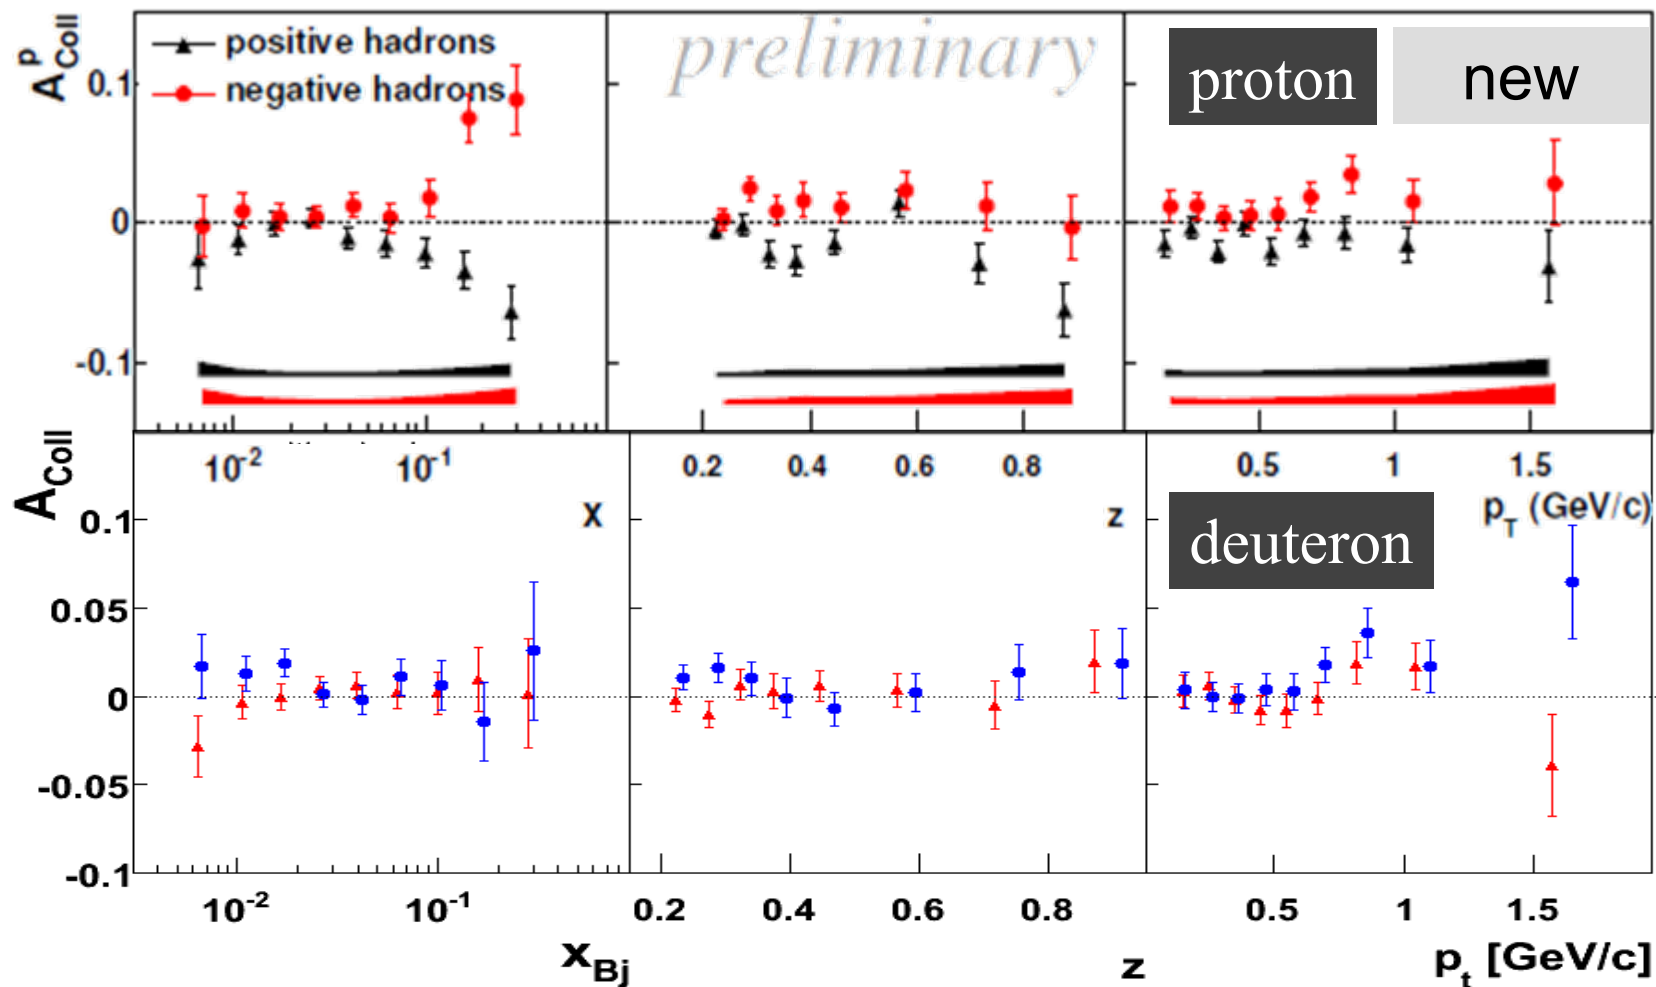 A^p_Coll
positive hadrons
negative hadrons
preliminary
proton
new
0.1
0
-0.1
10^-2
10^-1
x
0.2
0.4
0.6
0.8
z
0.5
1
1.5
p_T (GeV/c)
deuteron
A_Coll
0.1
0.05
0
-0.05
-0.1
10^-2
10^-1
x_Bj
0.2
0.4
0.6
0.8
z
0.5
1
1.5
p_t [GeV/c]